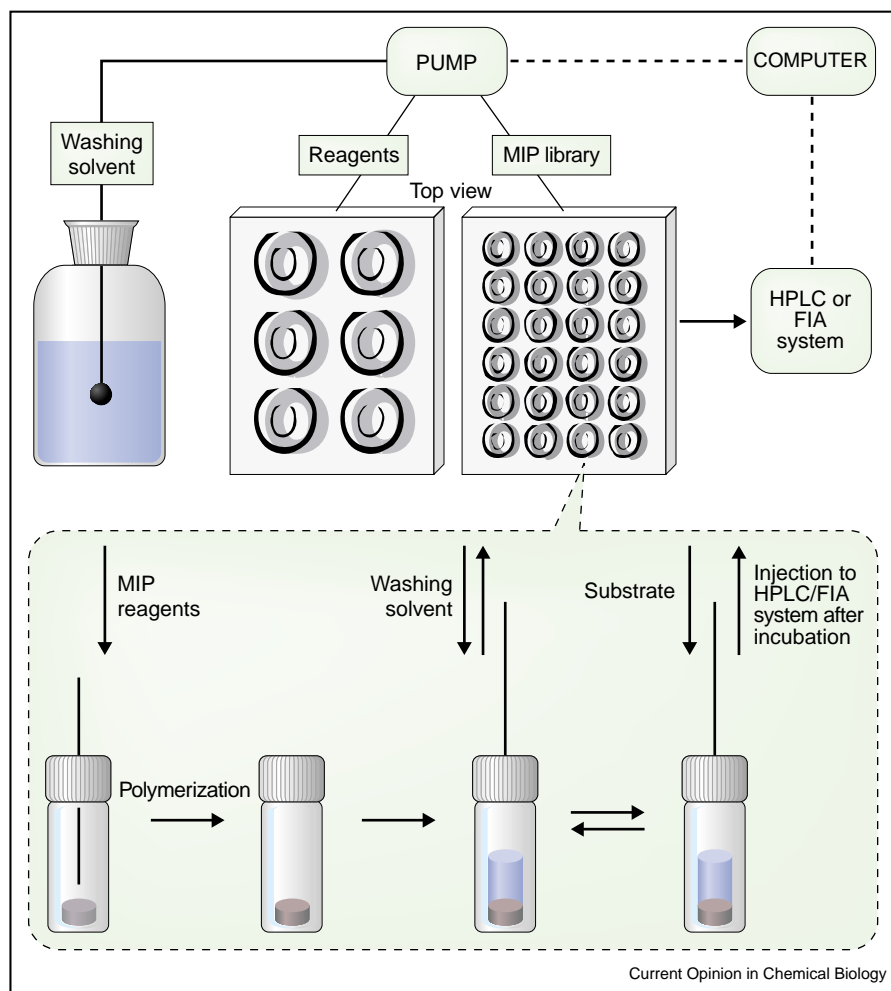 PUMP
COMPUTER
Washing
solvent
Reagents
MIP library
Top view
HPLC or
FIA
system
MIP
reagents
Washing
solvent
Substrate
Injection to
HPLC/FIA
system after
incubation
Polymerization
Current Opinion in Chemical Biology